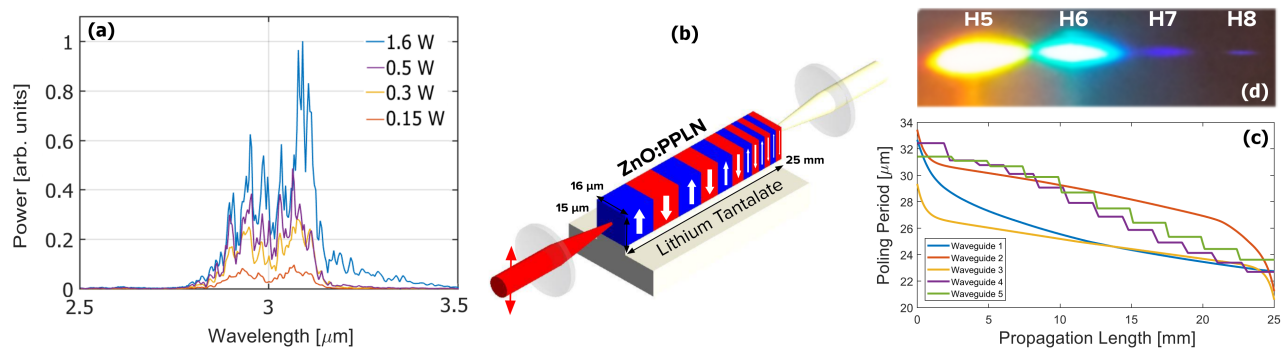 (a)
1
0.8
0.6
0.4
0.2
0
2.5
3
3.5
Power [arb. units]
Wavelength [μm]
1.6 W
0.5 W
0.3 W
0.15 W
(b)
ZnO:PPLN
16 μm
15 μm
25 mm
Lithium Tantalate
H5 H6 H7 H8
(d)
(c)
34
32
30
28
26
24
22
20
0 5 10 15 20 25
Poling Period [μm]
Propagation Length [mm]
Waveguide 1
Waveguide 2
Waveguide 3
Waveguide 4
Waveguide 5